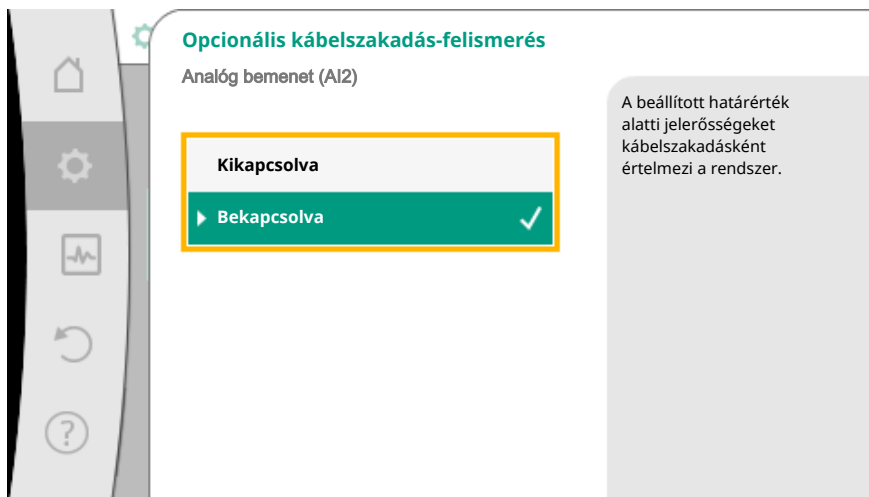 Opcionális kábelszakadás-felismerés
Analóg bemenet (AI2)
Kikapcsolva
Bekapcsolva
A beállított határérték
alatti jelerősségeket
kábelszakadásként
értelmezi a rendszer.
?